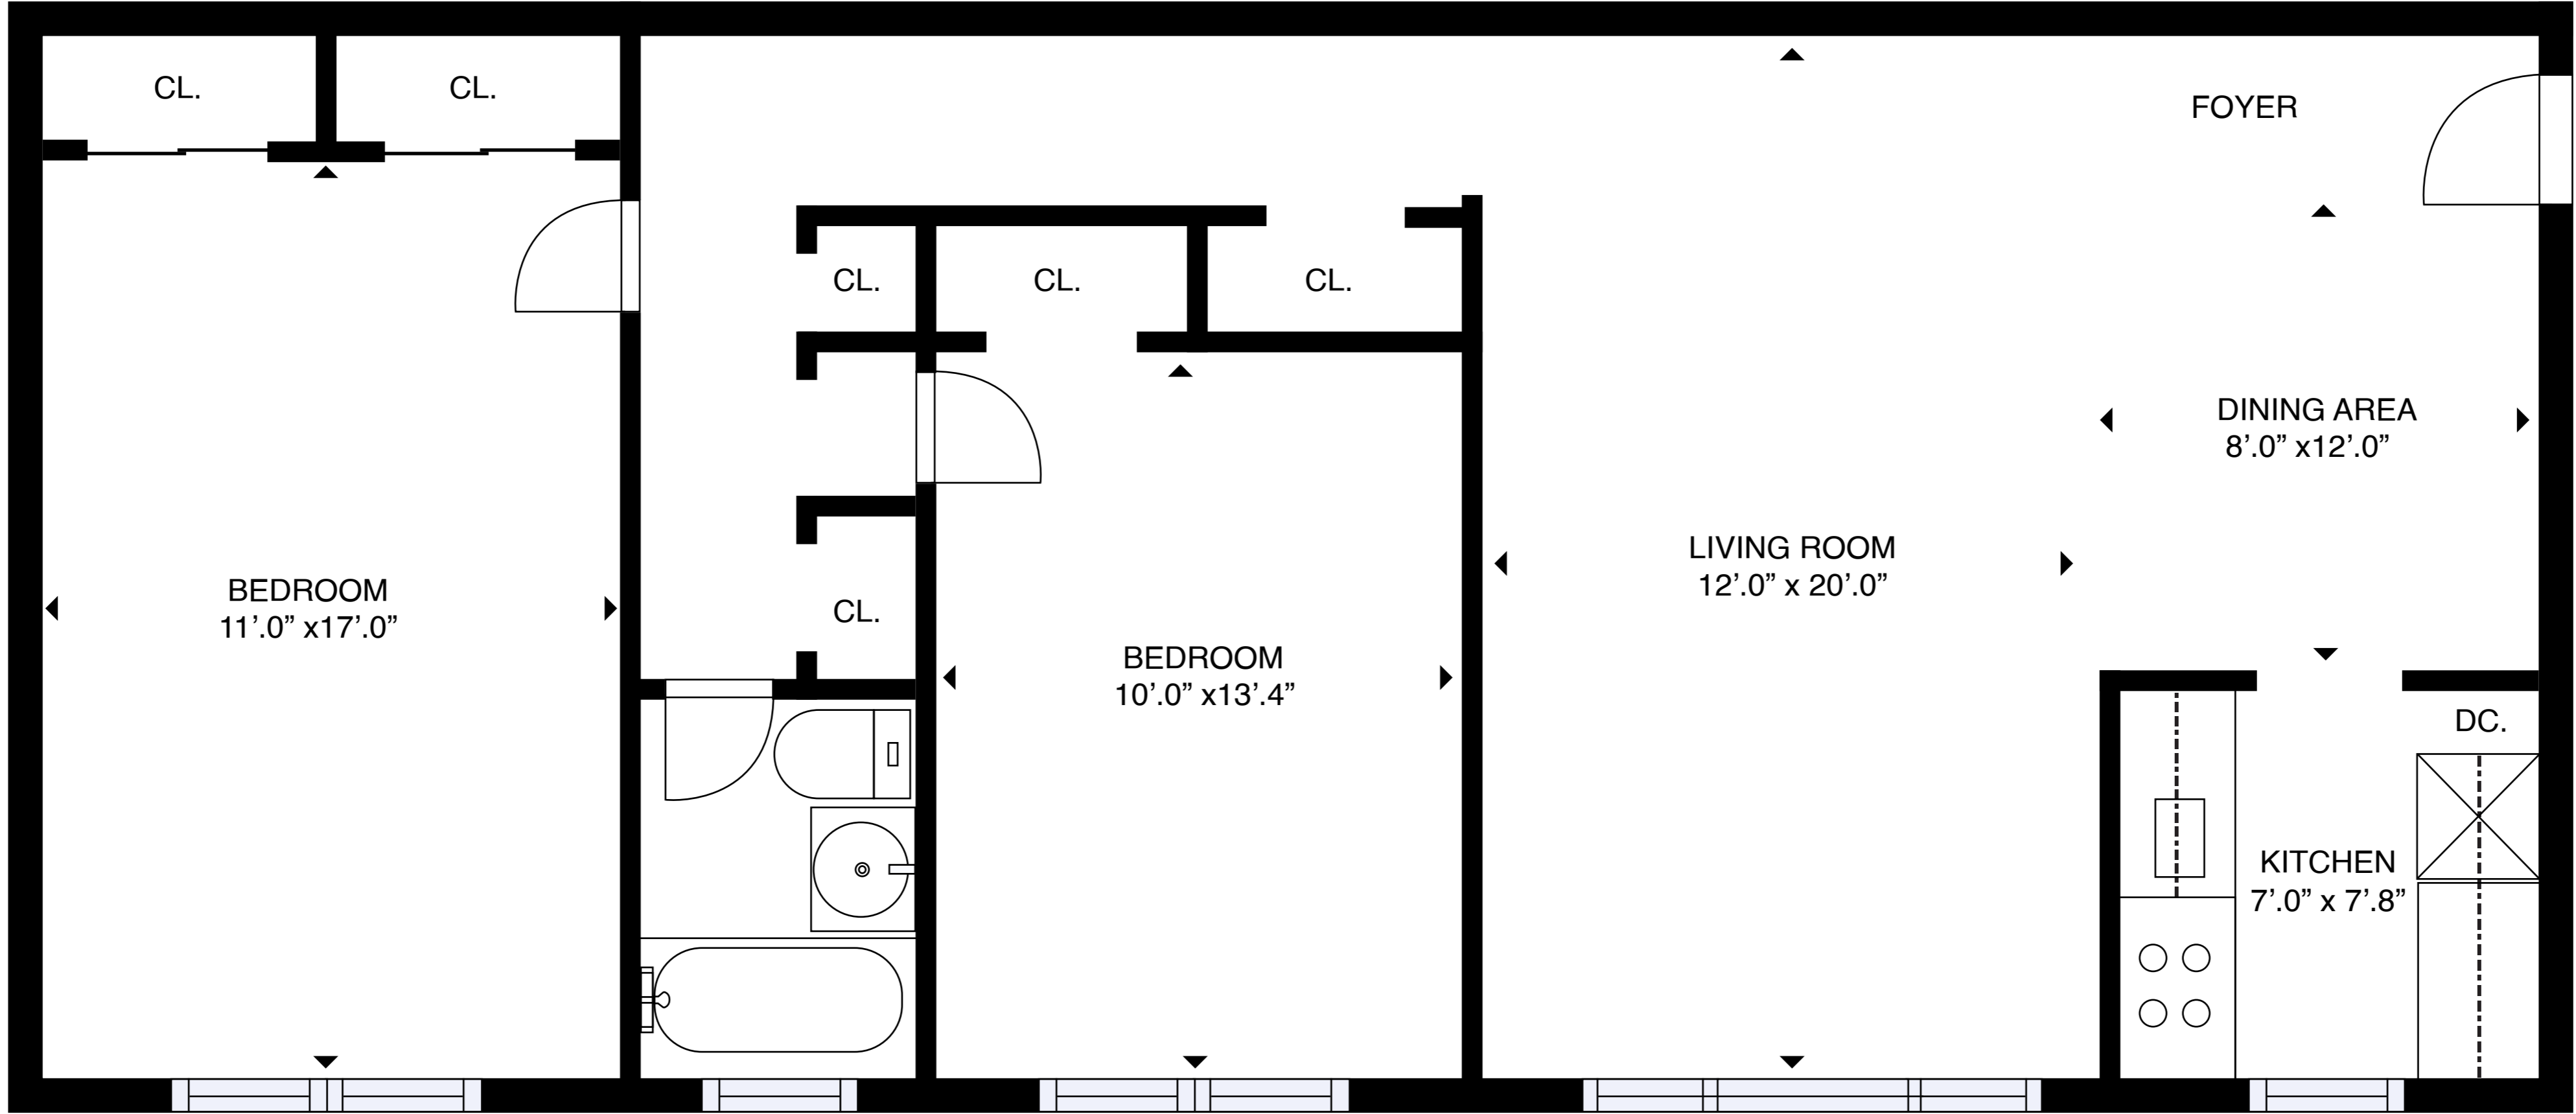 CL.
CL.
FOYER
CL.
CL.
CL.
DINING AREA
8’.0” x12’.0”
LIVING ROOM
12’.0” x 20’.0”
BEDROOM
11’.0” x17’.0”
CL.
BEDROOM
10’.0” x13’.4”
DC.
KITCHEN
7’.0” x 7’.8”